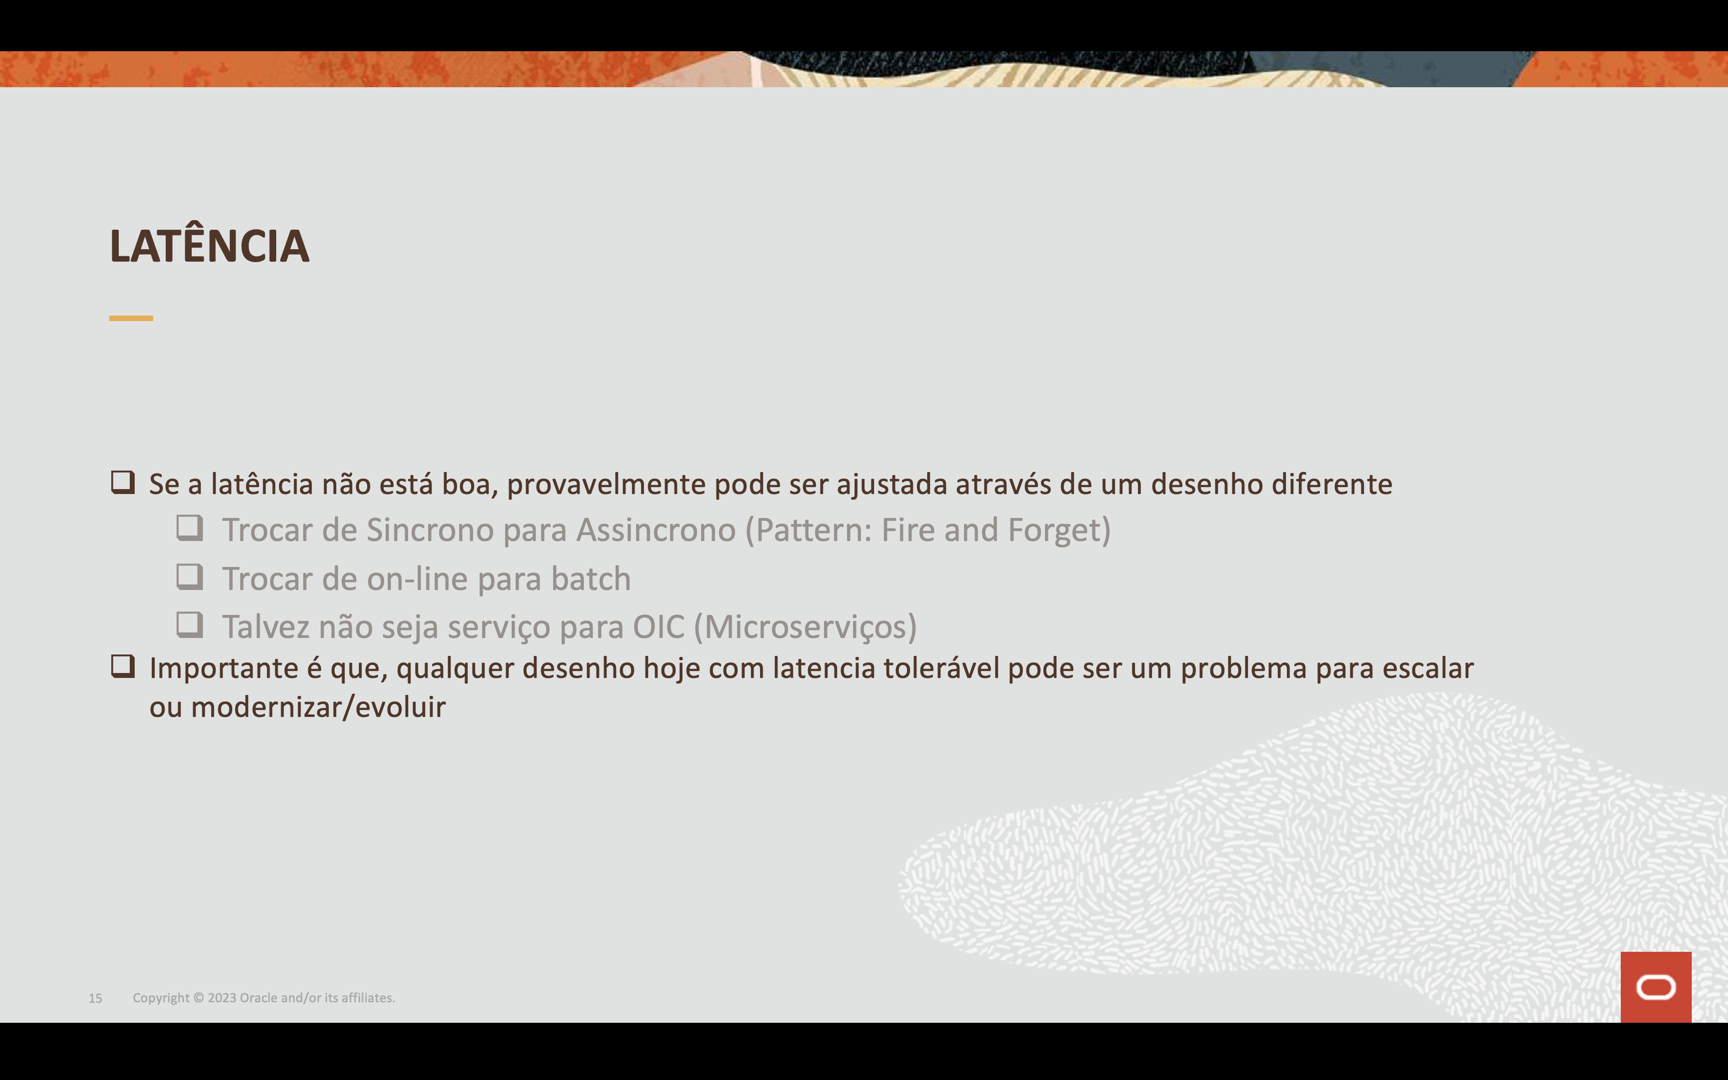 LATÊNCIA
Se a latência não está boa, provavelmente pode ser ajustada através de um desenho diferente
Trocar de Sincrono para Assincrono (Pattern: Fire and Forget)
Trocar de on-line para batch
Talvez não seja serviço para OIC (Microserviços)
Importante é que, qualquer desenho hoje com latencia tolerável pode ser um problema para escalar
ou modernizar/evoluir
15 Copyright © 2023 Oracle and/or its affiliates.